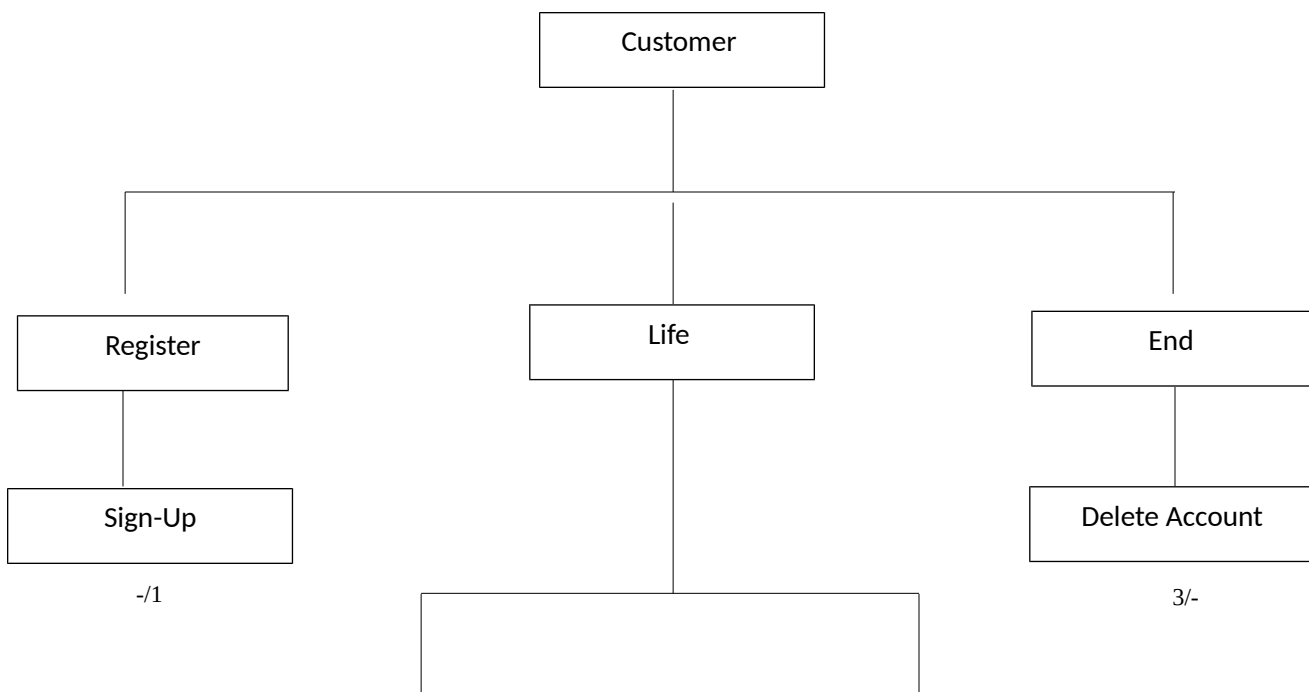 Customer
Register
Life
End
Sign-Up
Delete Account
-/1
3/-